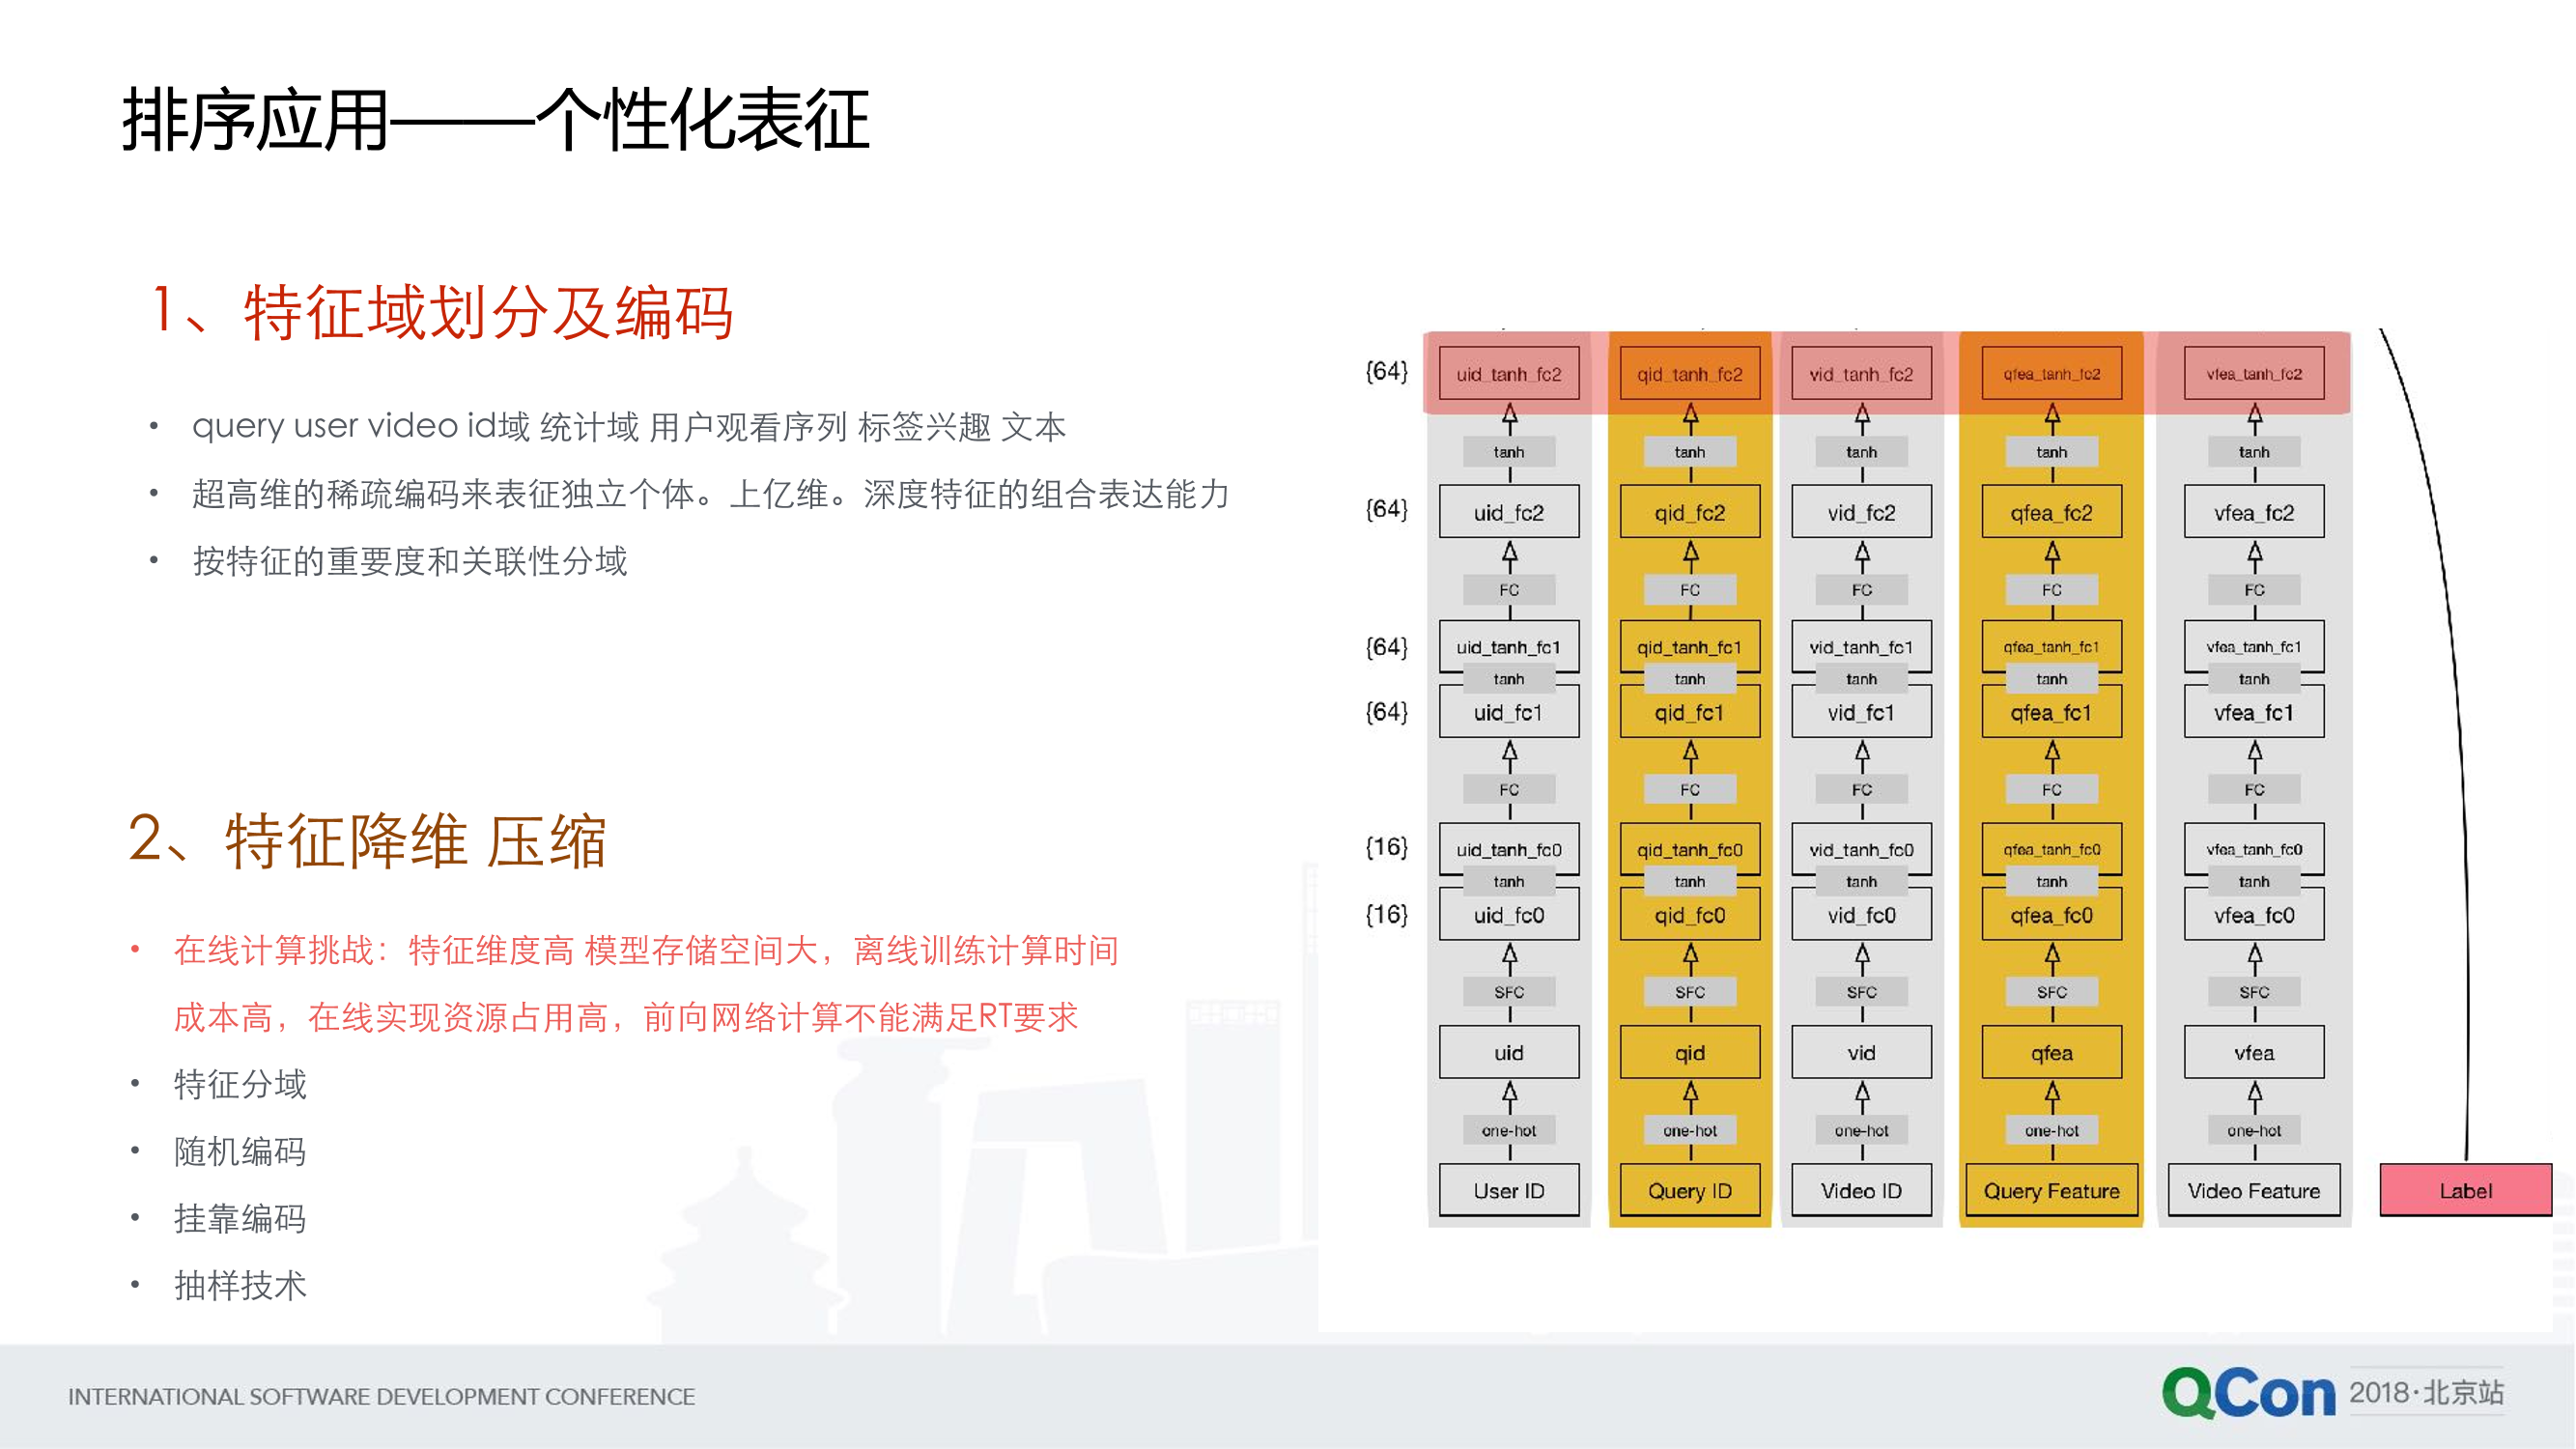 排序应用——个性化表征
1、特征域划分及编码
• query user video id域 统计域 用户观看序列 标签兴趣 文本
• 超高维的稀疏编码来表征独立个体。上亿维。深度特征的组合表达能力
• 按特征的重要度和关联性分域
2、特征降维 压缩
• 在线计算挑战：特征维度高 模型存储空间大，离线训练计算时间
成本高，在线实现资源占用高，前向网络计算不能满足RT要求
• 特征分域
• 随机编码
• 挂靠编码
• 抽样技术
{64} uid_tanh_fc2 qid_tanh_fc2 vid_tanh_fc2 qfea_tanh_fc2 vfea_tanh_fc2
tanh tanh tanh tanh tanh
{64} uid_fc2 qid_fc2 vid_fc2 qfea_fc2 vfea_fc2
FC FC FC FC FC
{64} uid_tanh_fc1 qid_tanh_fc1 vid_tanh_fc1 qfea_tanh_fc1 vfea_tanh_fc1
tanh tanh tanh tanh tanh
{64} uid_fc1 qid_fc1 vid_fc1 qfea_fc1 vfea_fc1
FC FC FC FC FC
{16} uid_tanh_fc0 qid_tanh_fc0 vid_tanh_fc0 qfea_tanh_fc0 vfea_tanh_fc0
tanh tanh tanh tanh tanh
{16} uid_fc0 qid_fc0 vid_fc0 qfea_fc0 vfea_fc0
SFC SFC SFC SFC SFC
uid qid vid qfea vfea
one-hot one-hot one-hot one-hot one-hot
User ID Query ID Video ID Query Feature Video Feature Label
INTERNATIONAL SOFTWARE DEVELOPMENT CONFERENCE
QCon 2018·北京站